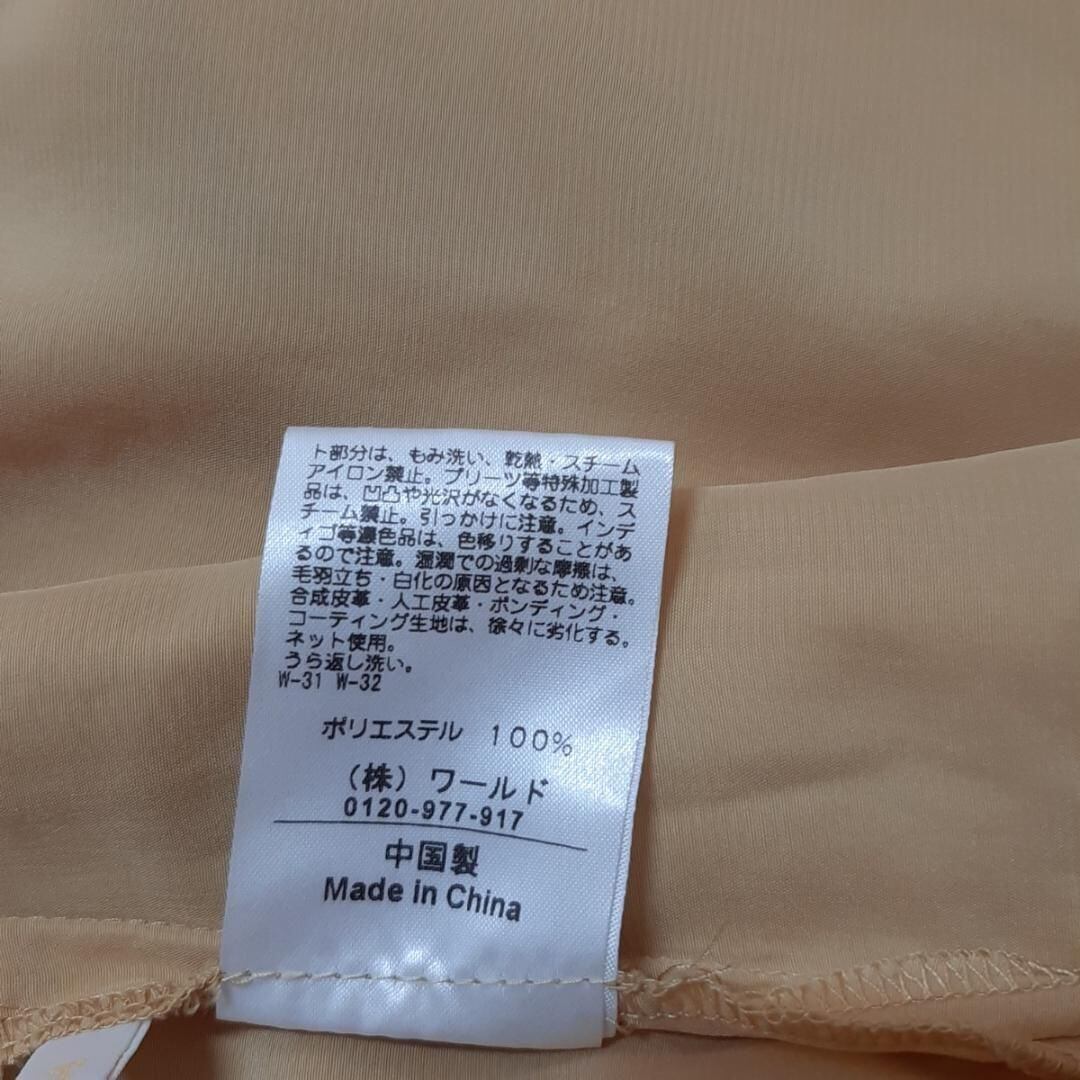 ト部分は、もみ洗い、乾熱・スチーム
アイロン禁止。プリーツ等特殊加工製
品は、凹凸や光沢がなくなるため、ス
チーム禁止。引っかけに注意。インデ
ィゴ等濃色品は、色移りすることがあ
るので注意。湿潤での過剰な摩擦は、
毛羽立ち・白化の原因となるため注意。
合成皮革・人工皮革・ボンディング・
コーティング生地は、徐々に劣化する。
ネット使用。
うら返し洗い。
W-31 W-32
ポリエステル 100%
（株）ワールド
0120-977-917
中国製
Made in China